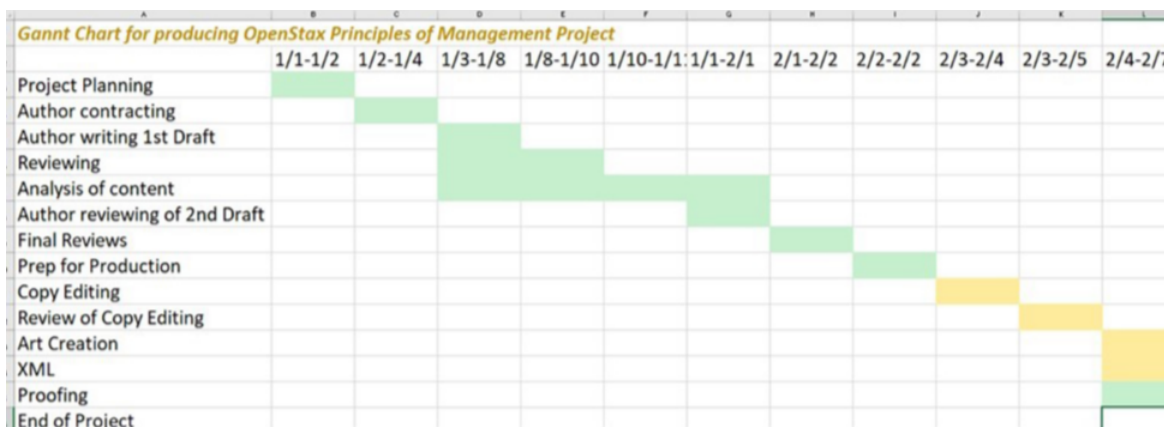 A B C D E F G H I J K L
Gannt Chart for producing OpenStax Principles of Management Project
1/1-1/2 1/2-1/4 1/3-1/8 1/8-1/10 1/10-1/1 1/1-2/1 2/1-2/2 2/2-2/2 2/3-2/4 2/3-2/5 2/4-2/7
Project Planning
Author contracting
Author writing 1st Draft
Reviewing
Analysis of content
Author reviewing of 2nd Draft
Final Reviews
Prep for Production
Copy Editing
Review of Copy Editing
Art Creation
XML
Proofing
End of Project